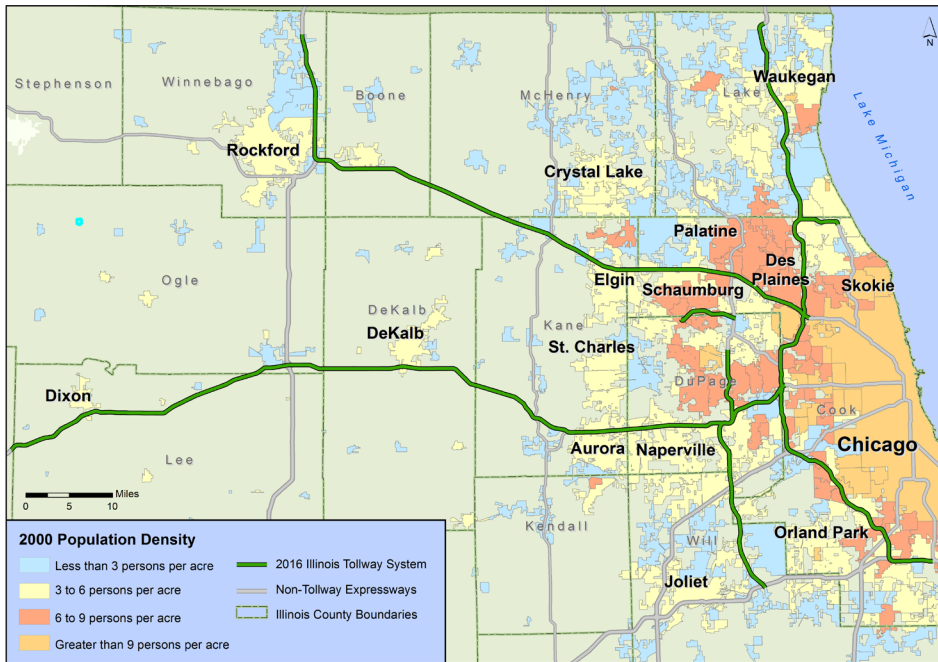 Stephenson
Winnebago
Boone
McHenry
Lake
Waukegan
N
Lake Michigan
Rockford
Crystal Lake
Palatine
Des
Plaines
Skokie
Ogle
Elgin
Schaumburg
DeKalb
DeKalb
Kane
St. Charles
DuPage
Dixon
Cook
Chicago
Aurora
Naperville
Lee
Miles
0 5 10
Kendall
Will
Orland Park
Joliet
2000 Population Density
Less than 3 persons per acre
3 to 6 persons per acre
6 to 9 persons per acre
Greater than 9 persons per acre
2016 Illinois Tollway System
Non-Tollway Expressways
Illinois County Boundaries